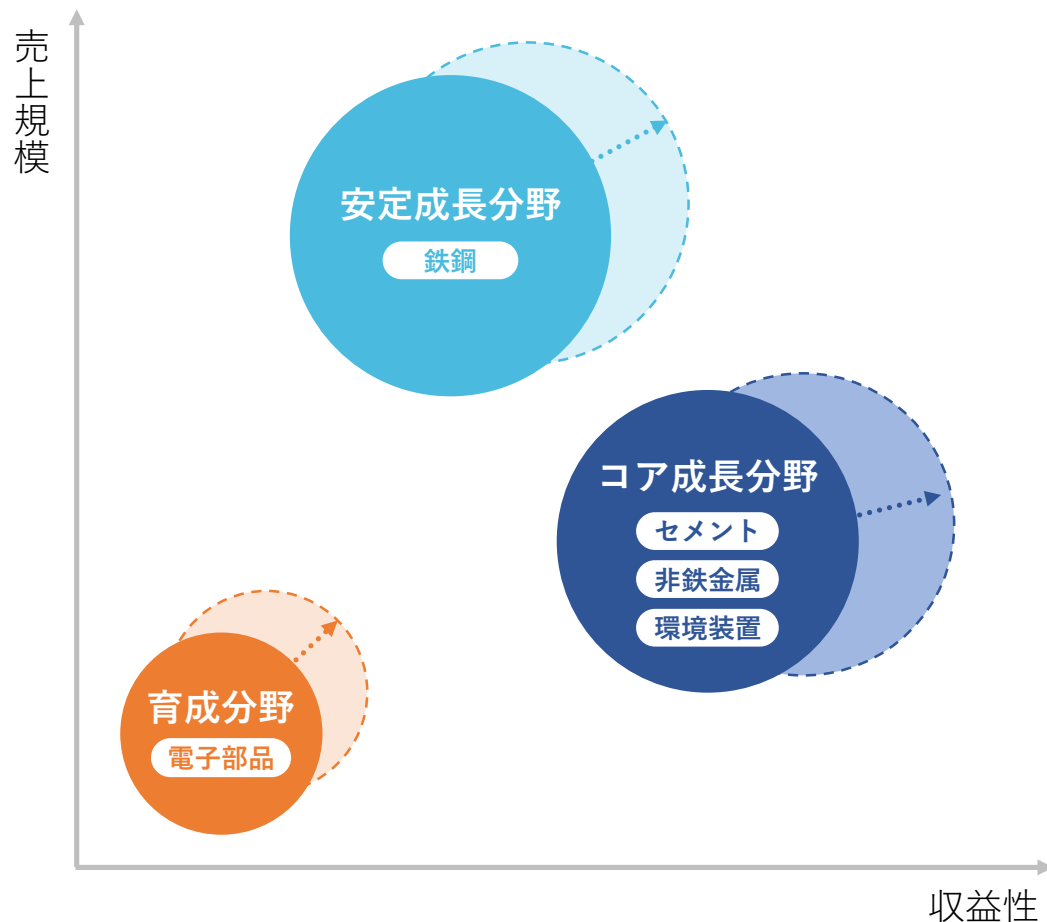 売上規模
安定成長分野
鉄鋼
コア成長分野
セメント
非鉄金属
環境装置
育成分野
電子部品
収益性